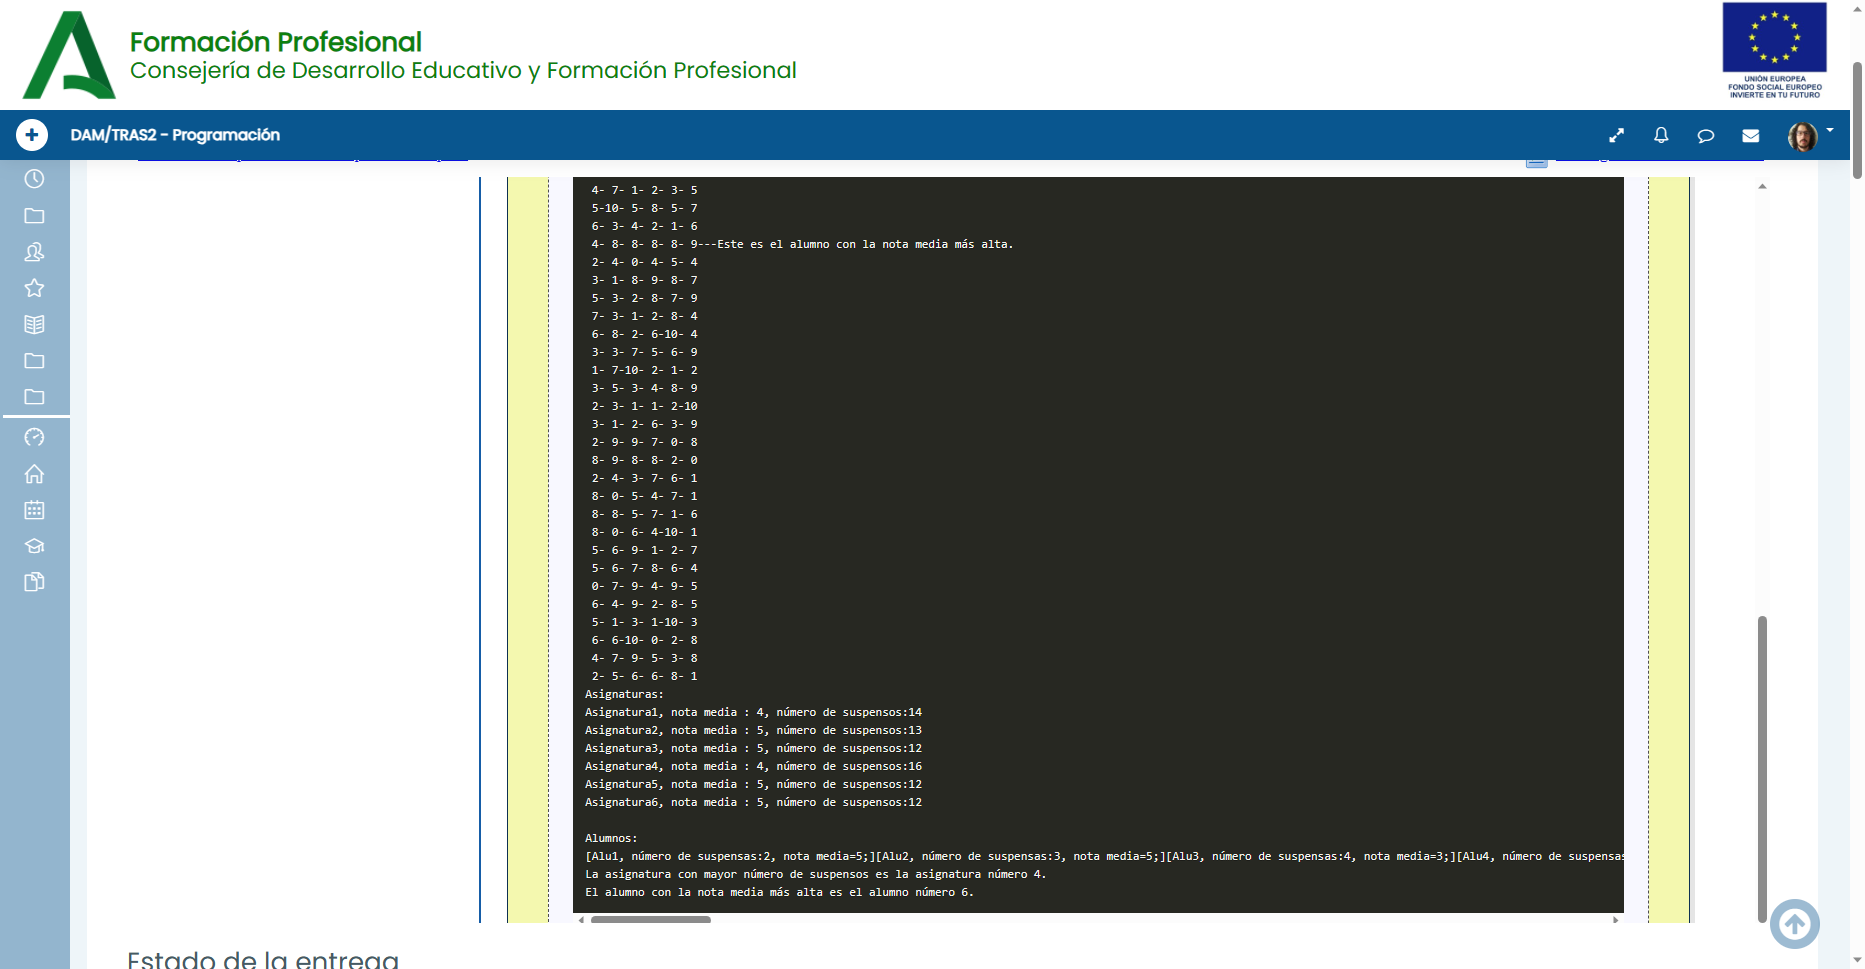 Formación Profesional
Consejería de Desarrollo Educativo y Formación Profesional
UNIÓN EUROPEA
FONDO SOCIAL EUROPEO
INVIERTE EN TU FUTURO
DAM/TRAS2 - Programación
4- 7- 1- 2- 3- 5
5-10- 5- 8- 5- 7
6- 3- 4- 2- 1- 6
4- 8- 8- 8- 8- 9---Este es el alumno con la nota media más alta.
2- 4- 0- 4- 5- 4
3- 1- 8- 9- 8- 7
5- 3- 2- 8- 7- 9
7- 3- 1- 2- 8- 4
6- 8- 2- 6-10- 4
3- 3- 7- 5- 6- 9
1- 7-10- 2- 1- 2
3- 5- 3- 4- 8- 9
2- 3- 1- 1- 2-10
3- 1- 2- 6- 3- 9
2- 9- 9- 7- 0- 8
8- 9- 8- 8- 2- 0
2- 4- 3- 7- 6- 1
8- 0- 5- 4- 7- 1
8- 8- 5- 7- 1- 6
8- 0- 6- 4-10- 1
5- 6- 9- 1- 2- 7
5- 6- 7- 8- 6- 4
0- 7- 9- 4- 9- 5
6- 4- 9- 2- 8- 5
5- 1- 3- 1-10- 3
6- 6-10- 0- 2- 8
4- 7- 9- 5- 3- 8
2- 5- 6- 6- 8- 1
Asignaturas:
Asignatura1, nota media : 4, número de suspensos:14
Asignatura2, nota media : 5, número de suspensos:13
Asignatura3, nota media : 5, número de suspensos:12
Asignatura4, nota media : 4, número de suspensos:16
Asignatura5, nota media : 5, número de suspensos:12
Asignatura6, nota media : 5, número de suspensos:12
Alumnos:
[Alu1, número de suspensas:2, nota media=5;][Alu2, número de suspensas:3, nota media=5;][Alu3, número de suspensas:4, nota media=3;][Alu4, número de suspensas
La asignatura con mayor número de suspensos es la asignatura número 4.
El alumno con la nota media más alta es el alumno número 6.
Estado de la entrega